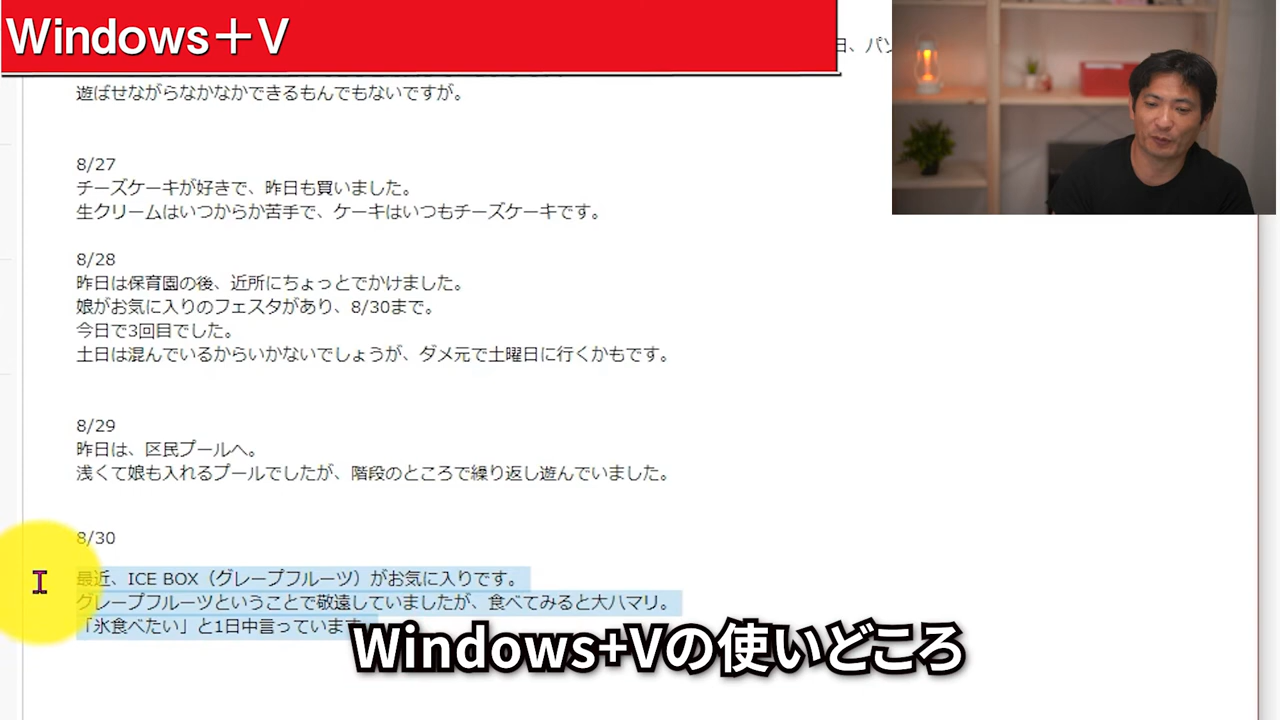 Windows＋V
日、パソ
遊ばせながらなかなかできるもんでもないですが。
8/27
チーズケーキが好きで、昨日も買いました。
生クリームはいつからか苦手で、ケーキはいつもチーズケーキです。
8/28
昨日は保育園の後、近所にちょっとでかけました。
娘がお気に入りのフェスタがあり、8/30まで。
今日で3回目でした。
土日は混んでいるからいかないでしょうが、ダメ元で土曜日に行くかもです。
8/29
昨日は、区民プールへ。
浅くて娘も入れるプールでしたが、階段のところで繰り返し遊んでいました。
8/30
最近、ICE BOX（グレープフルーツ）がお気に入りです。
グレープフルーツということで敬遠していましたが、食べてみると大ハマリ。
「氷食べたい」と1日中言っています
Windows+Vの使いどころ